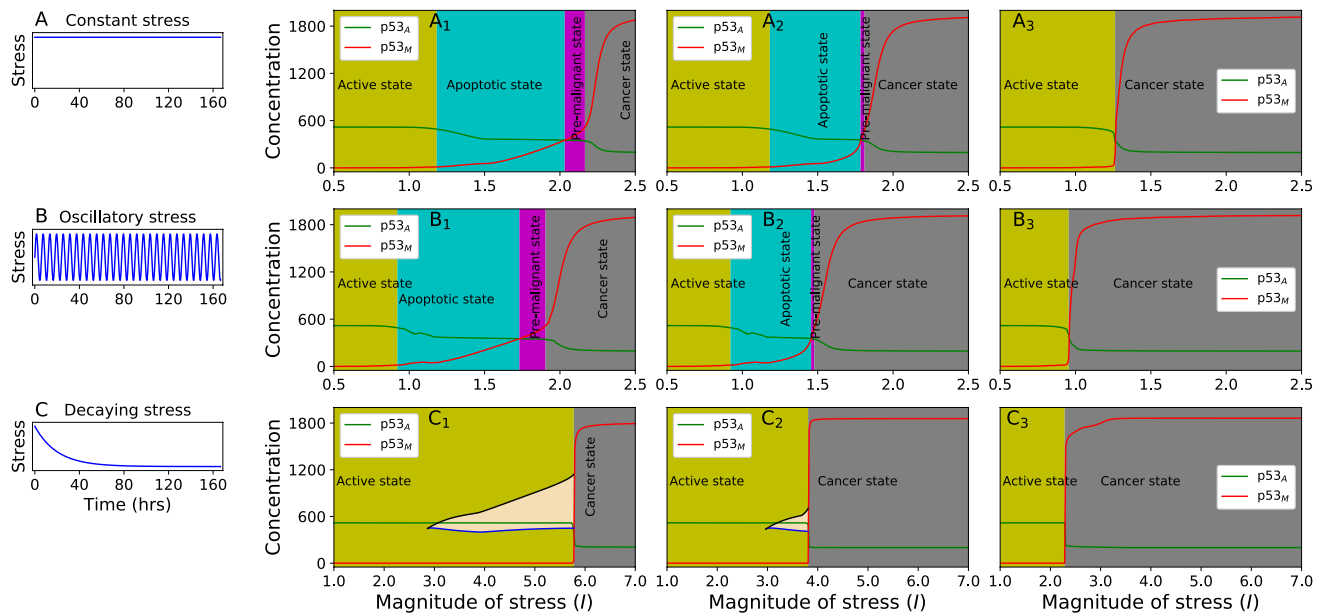 A Constant stress
Stress
0 40 80 120 160
Concentration
1800
1200
600
0
p53A
p53M
A1
Active state
Apoptotic state
Pre-malignant state
Cancer state
0.5 1.0 1.5 2.0 2.5
p53A
p53M
A2
Active state
Apoptotic state
Pre-malignant state
Cancer state
0.5 1.0 1.5 2.0 2.5
A3
Active state
Cancer state
p53A
p53M
0.5 1.0 1.5 2.0 2.5
B Oscillatory stress
Stress
0 40 80 120 160
Concentration
1800
1200
600
0
p53A
p53M
B1
Active state
Apoptotic state
Pre-malignant state
Cancer state
0.5 1.0 1.5 2.0 2.5
p53A
p53M
B2
Active state
Apoptotic state
Pre-malignant state
Cancer state
0.5 1.0 1.5 2.0 2.5
B3
Active state
Cancer state
p53A
p53M
0.5 1.0 1.5 2.0 2.5
C Decaying stress
Stress
0 40 80 120 160
Time (hrs)
Concentration
1800
1200
600
0
p53A
p53M
C1
Active state
Cancer state
1.0 2.0 3.0 4.0 5.0 6.0 7.0
Magnitude of stress (I)
p53A
p53M
C2
Active state
Cancer state
1.0 2.0 3.0 4.0 5.0 6.0 7.0
Magnitude of stress (I)
C3
Active state
Cancer state
p53A
p53M
1.0 2.0 3.0 4.0 5.0 6.0 7.0
Magnitude of stress (I)